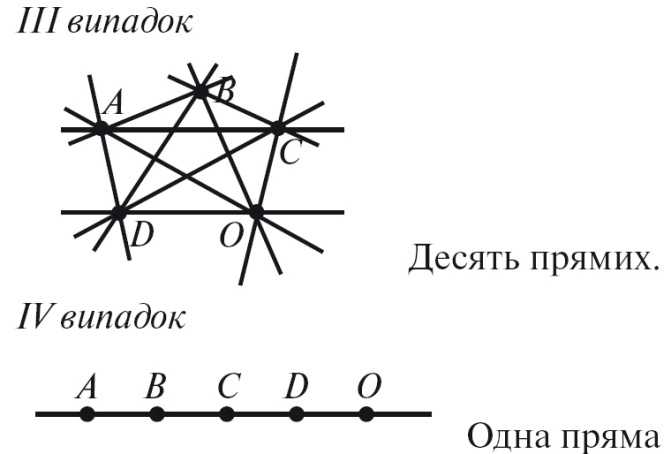 III випадок
B
A
C
D O
Десять прямих.
IV випадок
A B C D O
Одна пряма